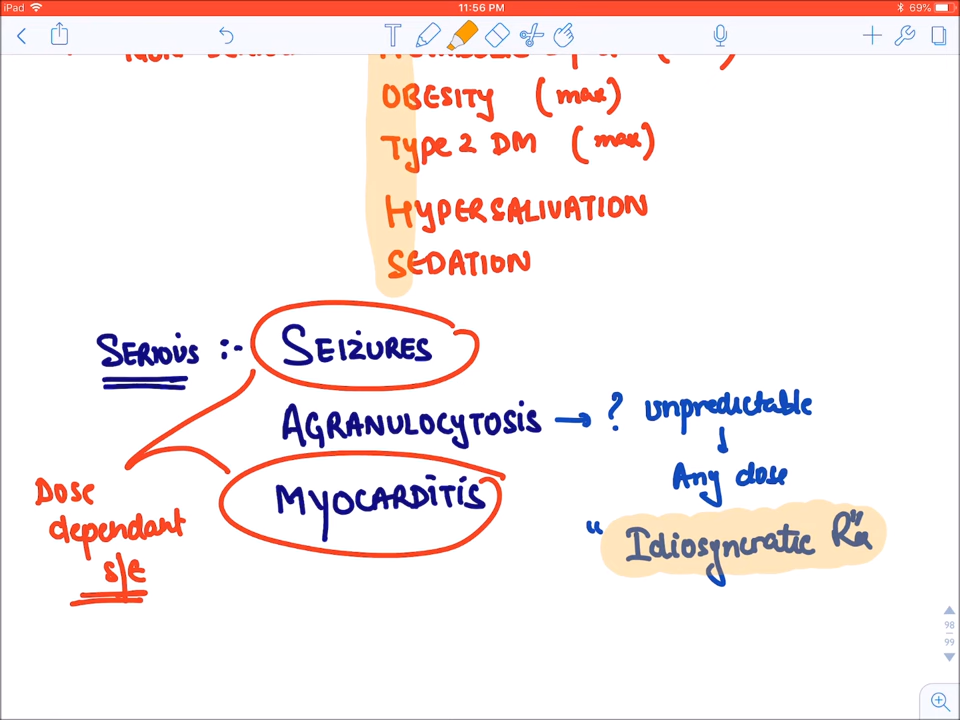 iPad 11:56 PM 69%
OBESITY (max)
Type 2 DM (max)
HYPERSALIVATION
SEDATION
SERIOUS :- SEIZURES
AGRANULOCYTOSIS → ? unpredictable
↓
Any dose
MYOCARDITIS
Dose
dependant
s/e
"Idiosyncratic Rxn"
98
99